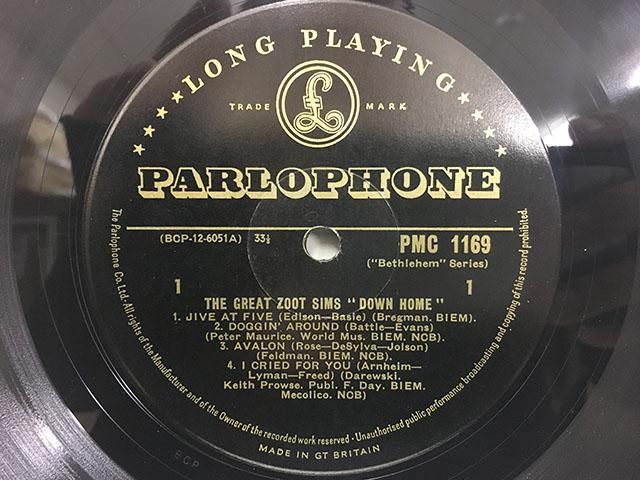 LONG PLAYING
TRADE MARK
£
PARLOPHONE
(BCP-12-6051A) 33⅓
PMC 1169
("Bethlehem" Series)
1 1
THE GREAT ZOOT SIMS "DOWN HOME"
1. JIVE AT FIVE (Edison—Basie) (Bregman. BIEM).
2. DOGGIN' AROUND (Battle—Evans)
(Peter Maurice. World Mus. BIEM. NCB).
3. AVALON (Rose—DeSylva—Jolson)
(Feldman. BIEM. NCB).
4. I CRIED FOR YOU (Arnheim—
Lyman—Freed) (Darewski.
Keith Prowse. Publ. F. Day. BIEM.
Mecolico. NCB)
The Parlophone Co. Ltd. All rights of the Manufacturer and of the Owner of the recorded work reserved · Unauthorised public performance broadcasting and copying of this record prohibited.
MADE IN GT BRITAIN
BCP